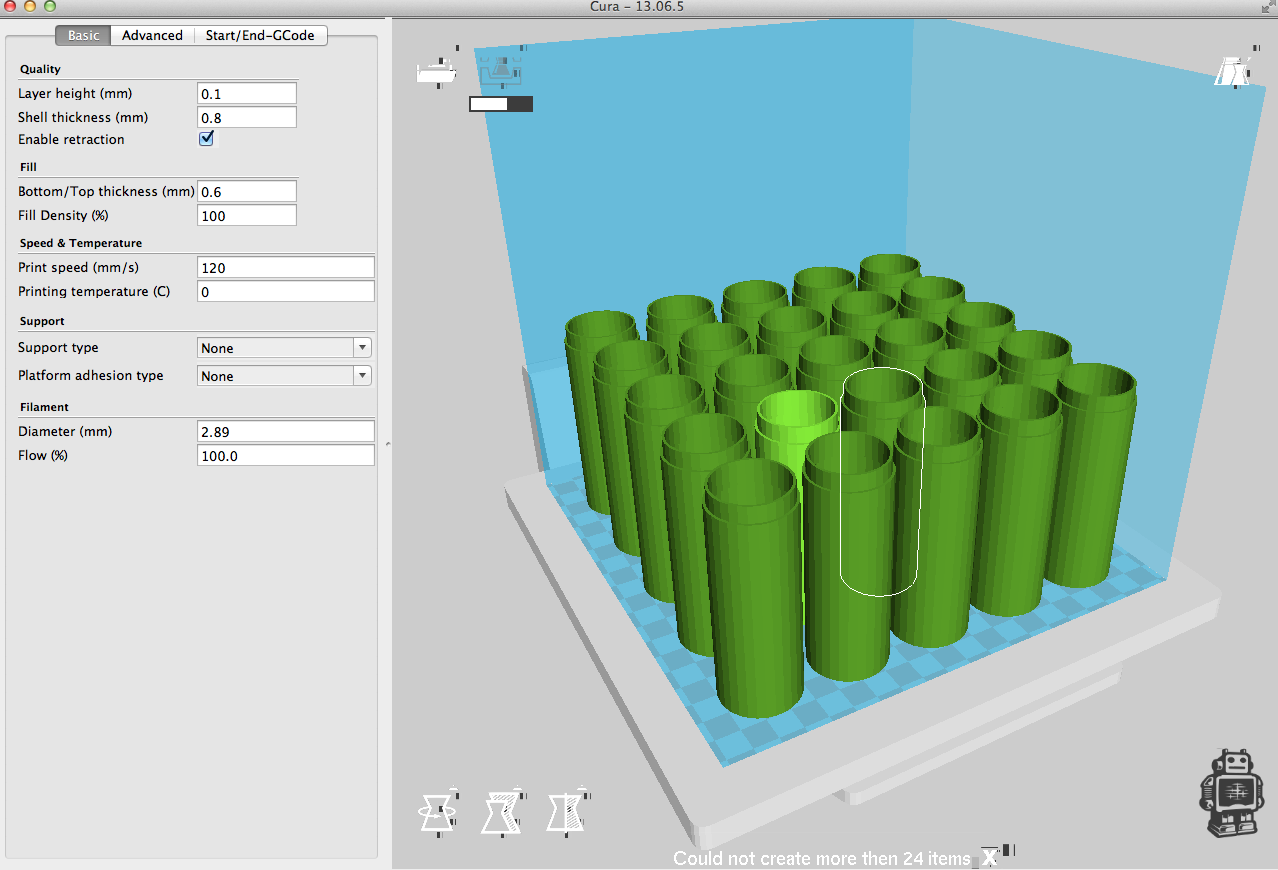 Cura – 13.06.5
Basic Advanced Start/End-GCode
Quality
Layer height (mm) 0.1
Shell thickness (mm) 0.8
Enable retraction
Fill
Bottom/Top thickness (mm) 0.6
Fill Density (%) 100
Speed & Temperature
Print speed (mm/s) 120
Printing temperature (C) 0
Support
Support type None
Platform adhesion type None
Filament
Diameter (mm) 2.89
Flow (%) 100.0
Could not create more then 24 items X